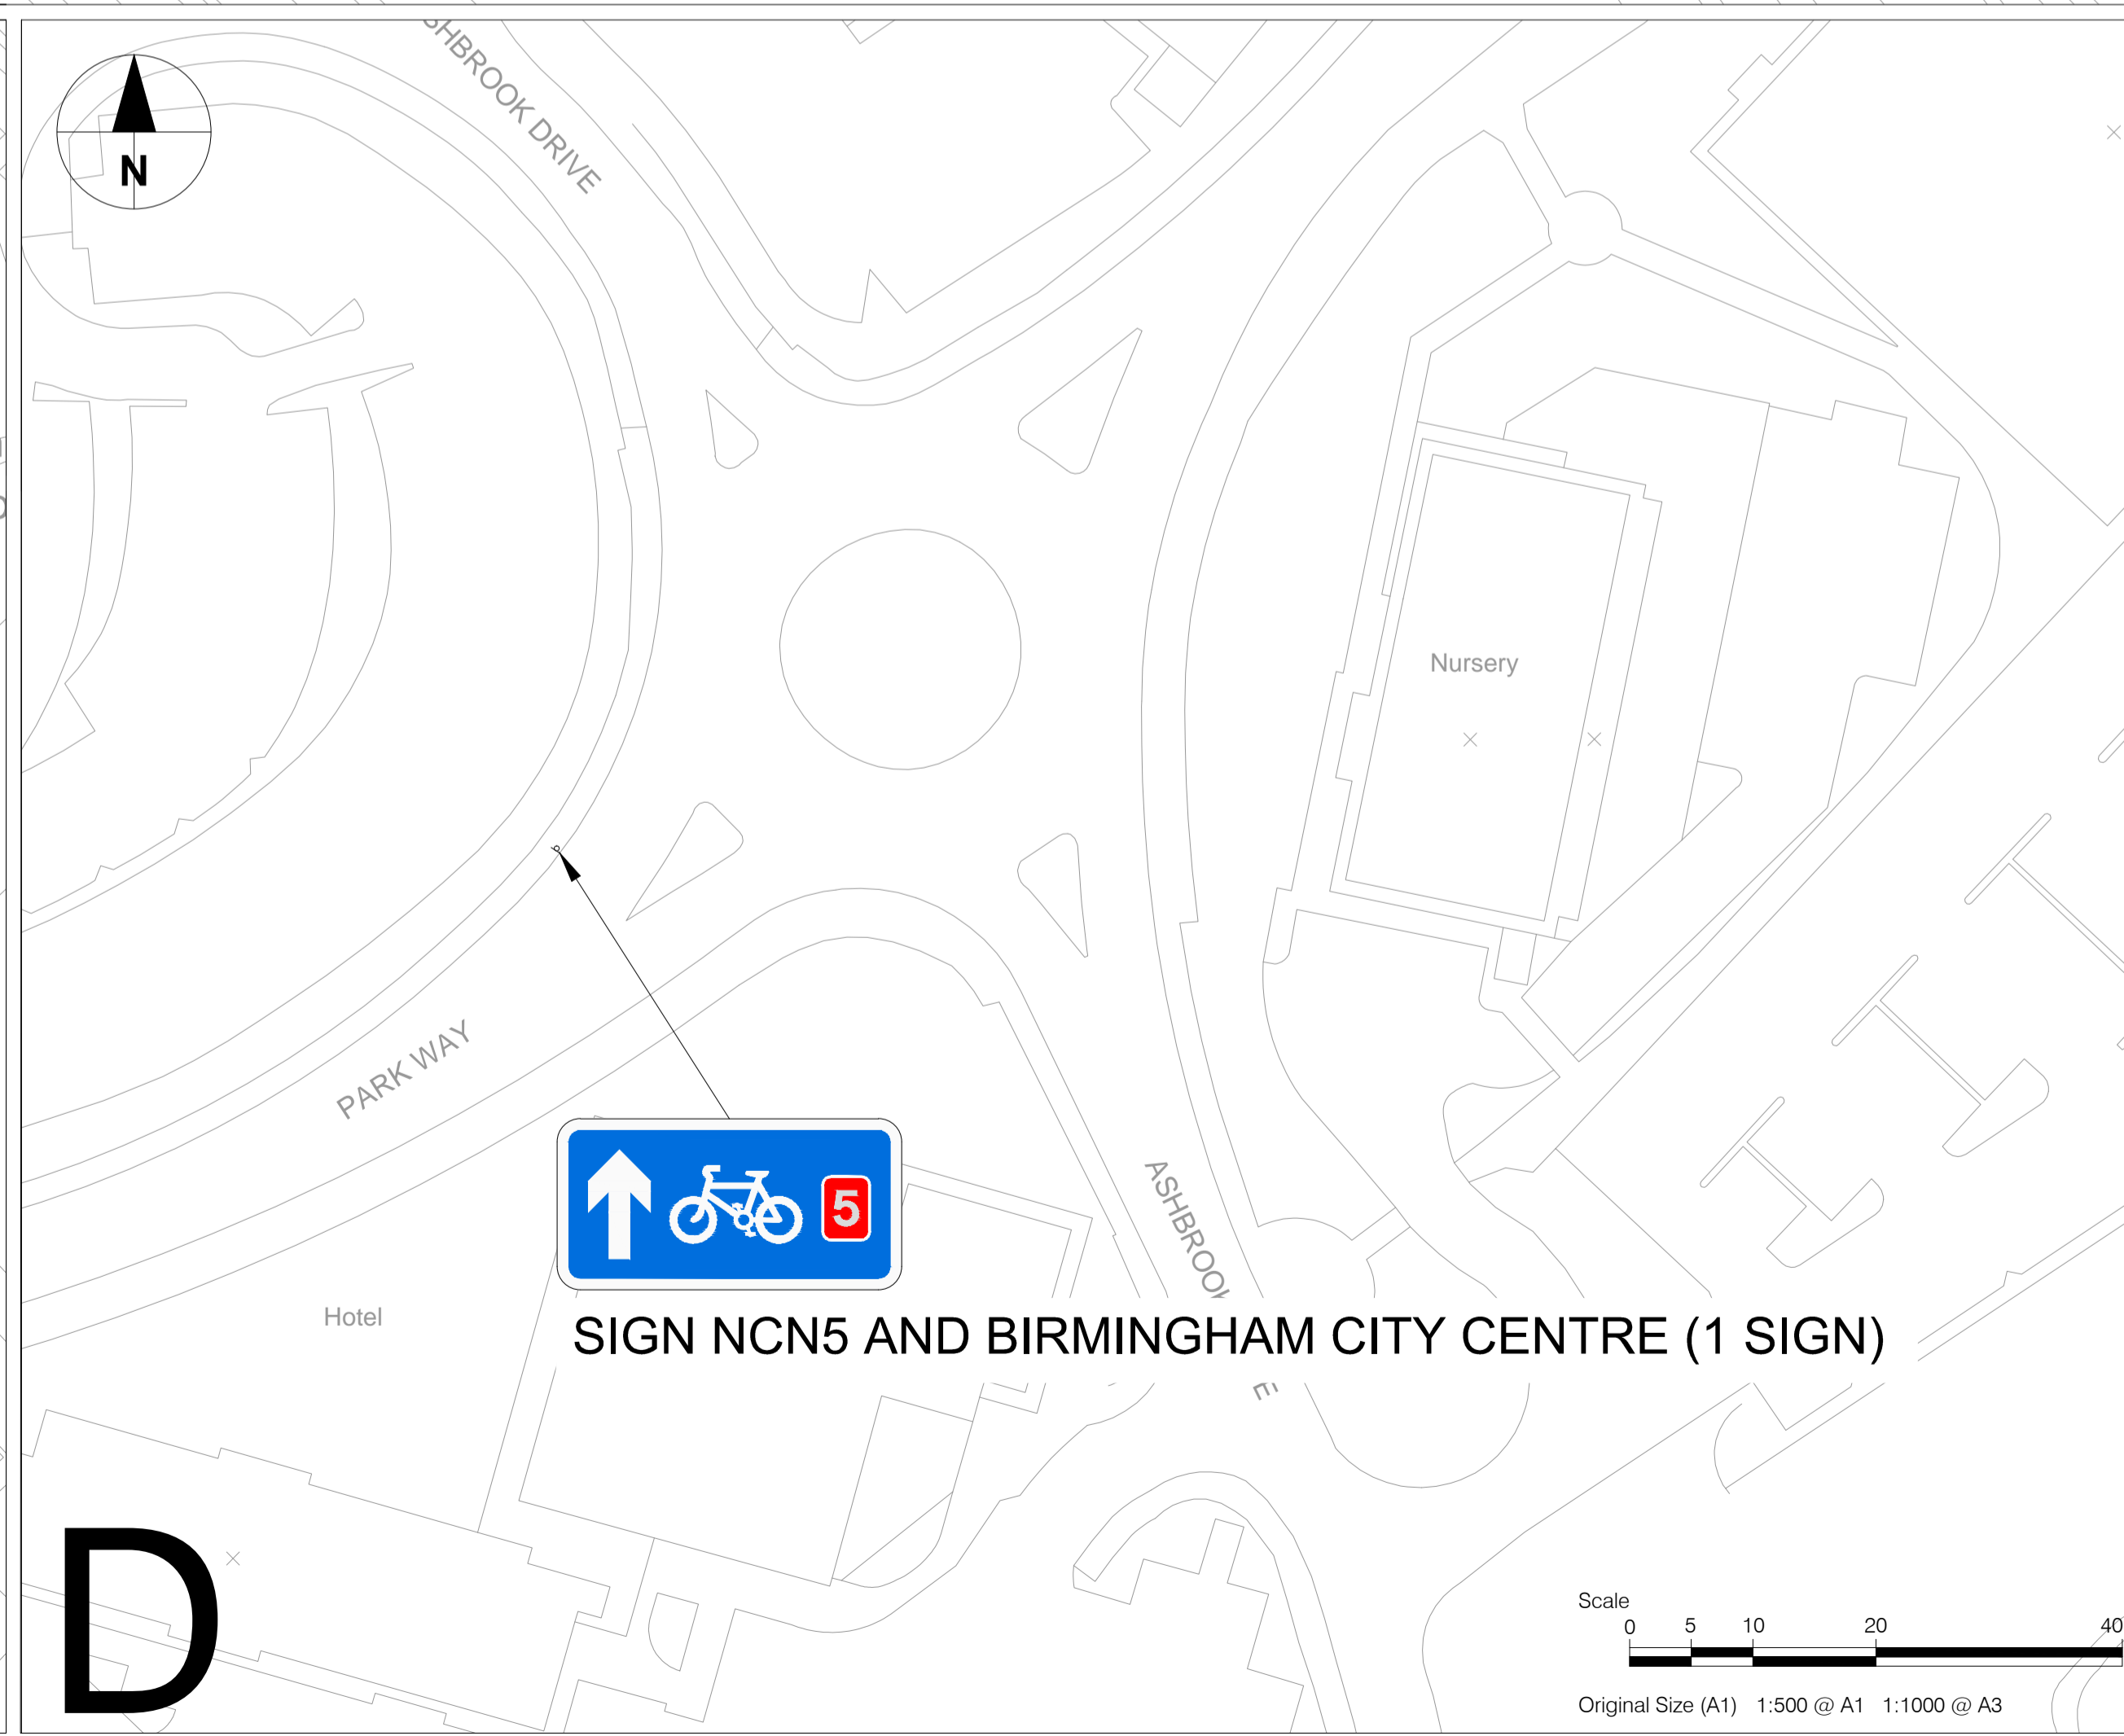 SHBROOK DRIVE
N
Nursery
PARK WAY
5
ASHBROOK
E
Hotel
SIGN NCN5 AND BIRMINGHAM CITY CENTRE (1 SIGN)
D
Scale
0 5 10 20 40
Original Size (A1) 1:500 @ A1 1:1000 @ A3